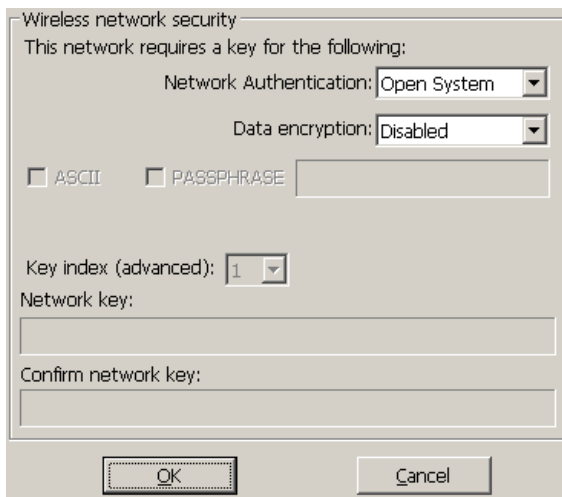 Wireless network security
This network requires a key for the following:
Network Authentication: Open System
Data encryption: Disabled
ASCII PASSPHRASE
Key index (advanced): 1
Network key:
Confirm network key:
OK Cancel